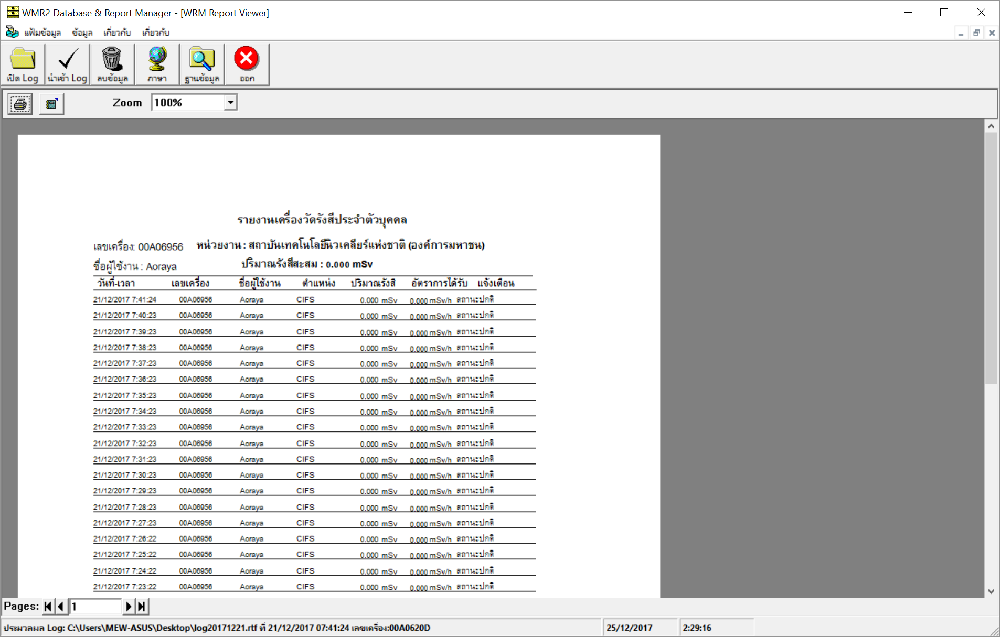 WMR2 Database & Report Manager - [WRM Report Viewer]
แฟ้มข้อมูล ข้อมูล เกี่ยวกับ เกี่ยวกับ
เปิด Log นำเข้า Log ลบข้อมูล ภาษา ฐานข้อมูล ออก
Zoom 100%
รายงานเครื่องวัดรังสีประจำตัวบุคคล
เลขเครื่อง: 00A06956 หน่วยงาน : สถาบันเทคโนโลยีนิวเคลียร์แห่งชาติ (องค์การมหาชน)
ชื่อผู้ใช้งาน : Aoraya ปริมาณรังสีสะสม : 0.000 mSv
วันที่-เวลา เลขเครื่อง ชื่อผู้ใช้งาน ตำแหน่ง ปริมาณรังสี อัตราการได้รับ แจ้งเตือน
21/12/2017 7:41:24 00A06956 Aoraya CIFS 0.000 mSv 0.000 mSv/h สถานะปกติ
21/12/2017 7:40:23 00A06956 Aoraya CIFS 0.000 mSv 0.000 mSv/h สถานะปกติ
21/12/2017 7:39:23 00A06956 Aoraya CIFS 0.000 mSv 0.000 mSv/h สถานะปกติ
21/12/2017 7:38:23 00A06956 Aoraya CIFS 0.000 mSv 0.000 mSv/h สถานะปกติ
21/12/2017 7:37:23 00A06956 Aoraya CIFS 0.000 mSv 0.000 mSv/h สถานะปกติ
21/12/2017 7:36:23 00A06956 Aoraya CIFS 0.000 mSv 0.000 mSv/h สถานะปกติ
21/12/2017 7:35:23 00A06956 Aoraya CIFS 0.000 mSv 0.000 mSv/h สถานะปกติ
21/12/2017 7:34:23 00A06956 Aoraya CIFS 0.000 mSv 0.000 mSv/h สถานะปกติ
21/12/2017 7:33:23 00A06956 Aoraya CIFS 0.000 mSv 0.000 mSv/h สถานะปกติ
21/12/2017 7:32:23 00A06956 Aoraya CIFS 0.000 mSv 0.000 mSv/h สถานะปกติ
21/12/2017 7:31:23 00A06956 Aoraya CIFS 0.000 mSv 0.000 mSv/h สถานะปกติ
21/12/2017 7:30:23 00A06956 Aoraya CIFS 0.000 mSv 0.000 mSv/h สถานะปกติ
21/12/2017 7:29:23 00A06956 Aoraya CIFS 0.000 mSv 0.000 mSv/h สถานะปกติ
21/12/2017 7:28:23 00A06956 Aoraya CIFS 0.000 mSv 0.000 mSv/h สถานะปกติ
21/12/2017 7:27:23 00A06956 Aoraya CIFS 0.000 mSv 0.000 mSv/h สถานะปกติ
21/12/2017 7:26:22 00A06956 Aoraya CIFS 0.000 mSv 0.000 mSv/h สถานะปกติ
21/12/2017 7:25:22 00A06956 Aoraya CIFS 0.000 mSv 0.000 mSv/h สถานะปกติ
21/12/2017 7:24:22 00A06956 Aoraya CIFS 0.000 mSv 0.000 mSv/h สถานะปกติ
21/12/2017 7:23:22 00A06956 Aoraya CIFS 0.000 mSv 0.000 mSv/h สถานะปกติ
Pages: 1
ประมวลผล Log: C:\Users\MEW-ASUS\Desktop\log20171221.rtf ที่ 21/12/2017 07:41:24 เลขเครื่อง:00A0620D 25/12/2017 2:29:16